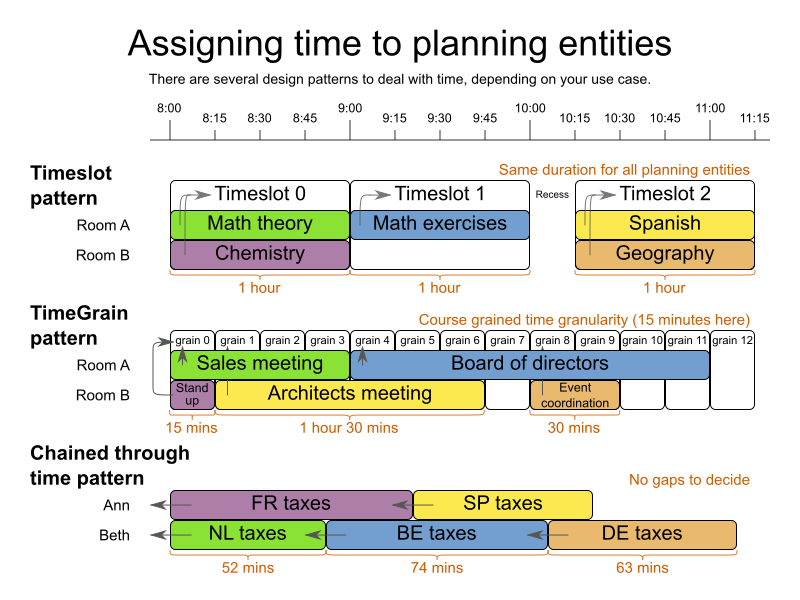 Assigning time to planning entities
There are several design patterns to deal with time, depending on your use case.
8:00 9:00 10:00 11:00
8:15 8:30 8:45 9:15 9:30 9:45 10:15 10:30 10:45 11:15
Timeslot
pattern
Same duration for all planning entities
Timeslot 0 Timeslot 1 Recess Timeslot 2
Room A Math theory Math exercises Spanish
Room B Chemistry Geography
1 hour 1 hour 1 hour
TimeGrain
pattern
Course grained time granularity (15 minutes here)
grain 0 grain 1 grain 2 grain 3 grain 4 grain 5 grain 6 grain 7 grain 8 grain 9 grain 10 grain 11 grain 12
Room A Sales meeting Board of directors
Room B Stand
up
Architects meeting
Event
coordination
15 mins 1 hour 30 mins 30 mins
Chained through
time pattern
No gaps to decide
Ann FR taxes SP taxes
Beth NL taxes BE taxes DE taxes
52 mins 74 mins 63 mins